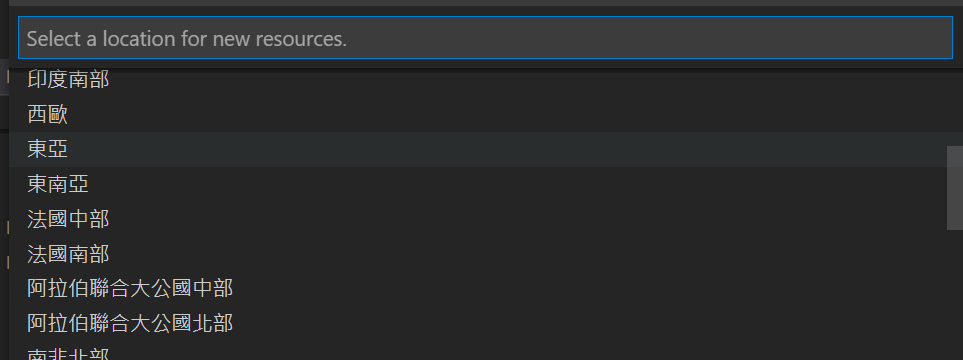 Select a location for new resources.
印度南部
西歐
東亞
東南亞
法國中部
法國南部
阿拉伯聯合大公國中部
阿拉伯聯合大公國北部
南非北部